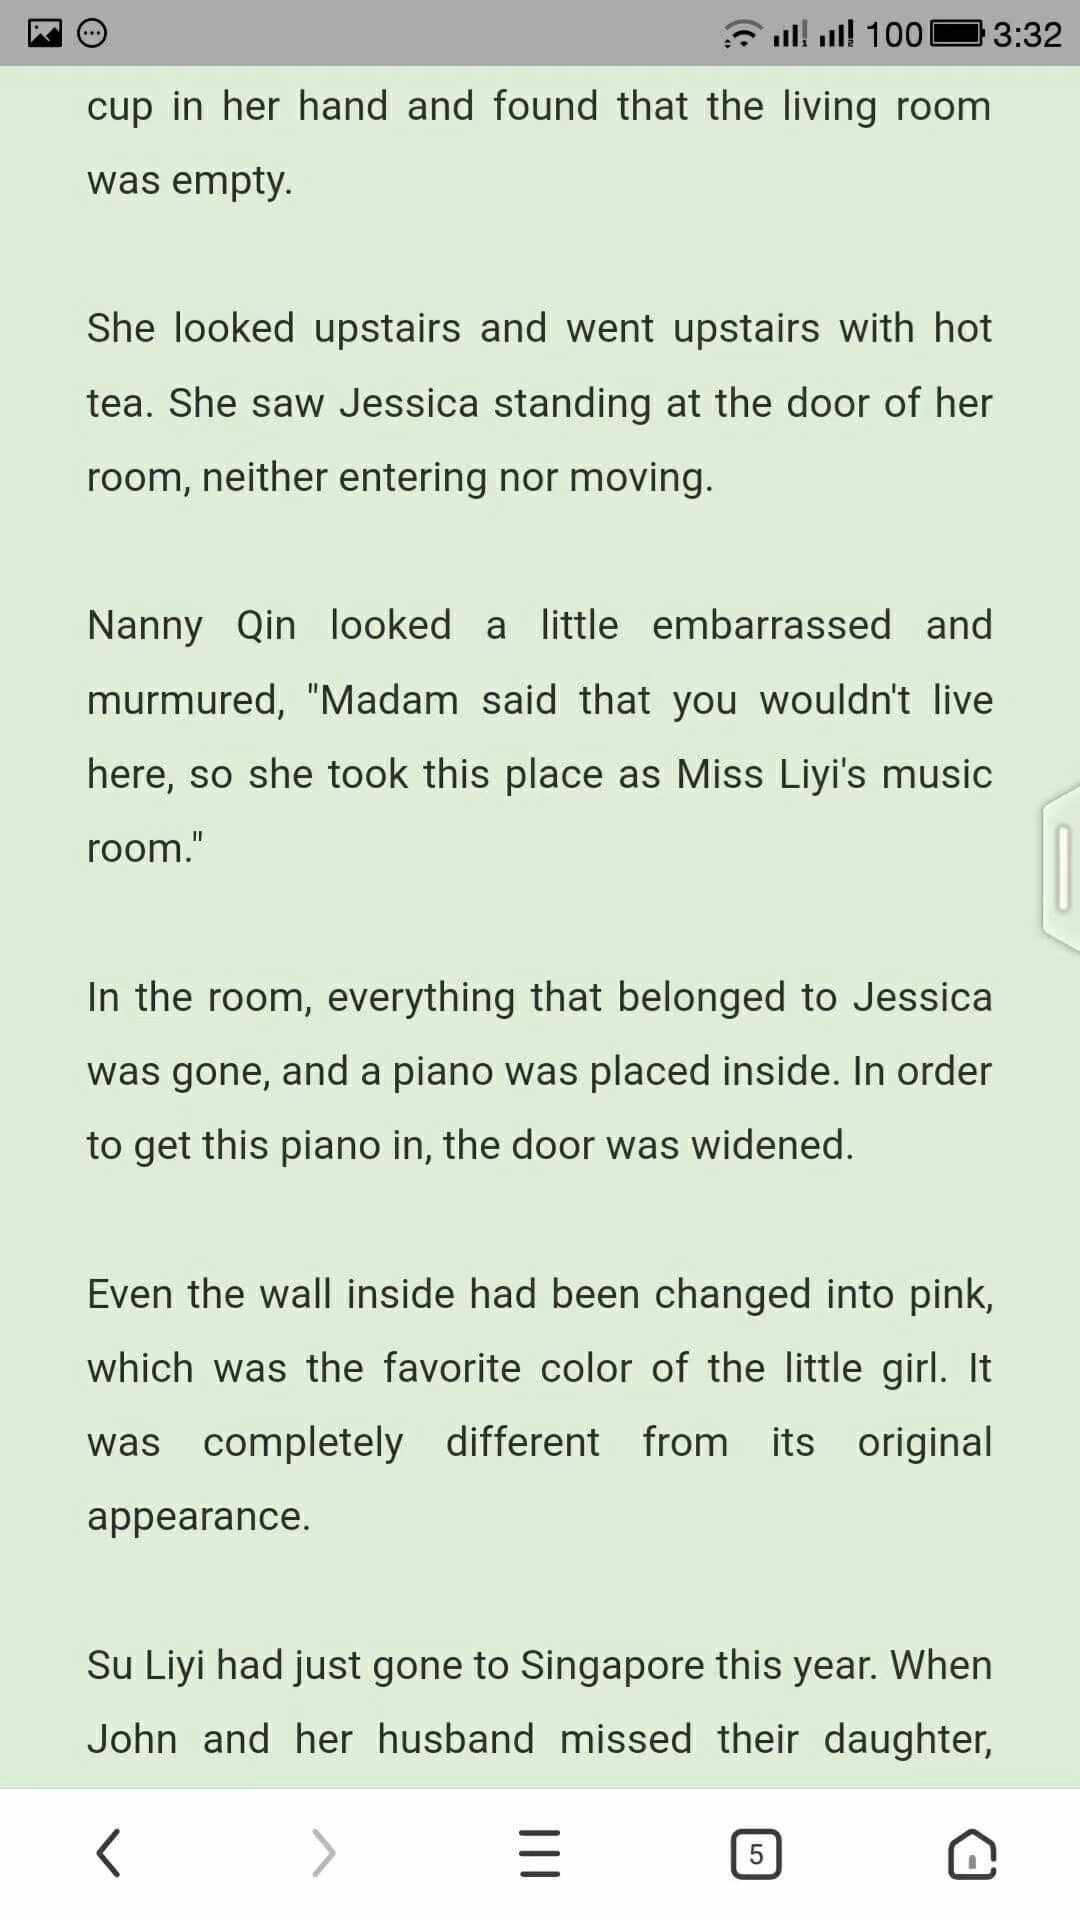 100 3:32
cup in her hand and found that the living room
was empty.
She looked upstairs and went upstairs with hot
tea. She saw Jessica standing at the door of her
room, neither entering nor moving.
Nanny Qin looked a little embarrassed and
murmured, "Madam said that you wouldn't live
here, so she took this place as Miss Liyi's music
room."
In the room, everything that belonged to Jessica
was gone, and a piano was placed inside. In order
to get this piano in, the door was widened.
Even the wall inside had been changed into pink,
which was the favorite color of the little girl. It
was completely different from its original
appearance.
Su Liyi had just gone to Singapore this year. When
John and her husband missed their daughter,
5